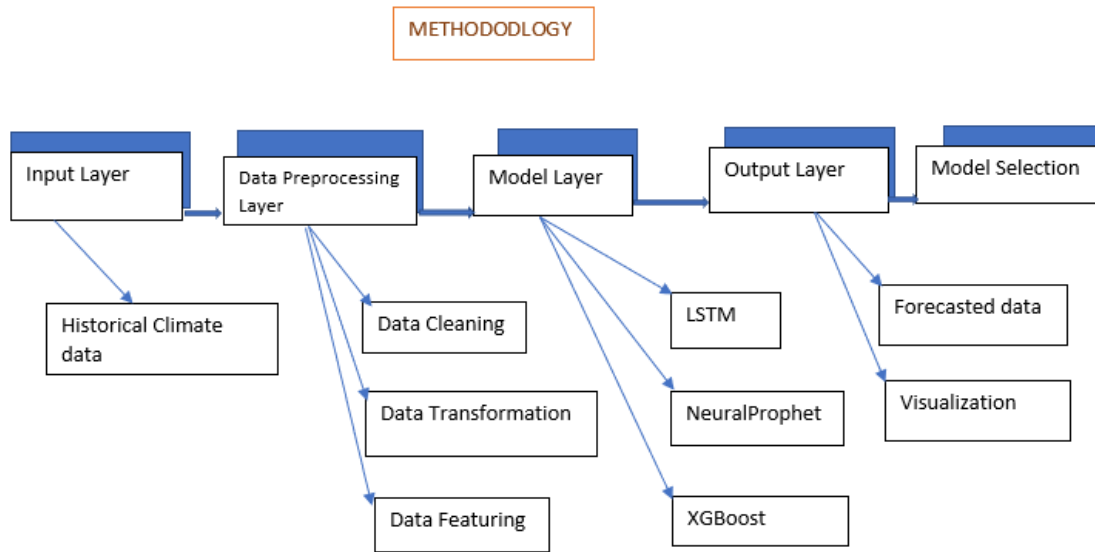 METHODODLOGY
Input Layer
Data Preprocessing
Layer
Model Layer
Output Layer
Model Selection
Historical Climate
data
Data Cleaning
Data Transformation
Data Featuring
LSTM
NeuralProphet
XGBoost
Forecasted data
Visualization